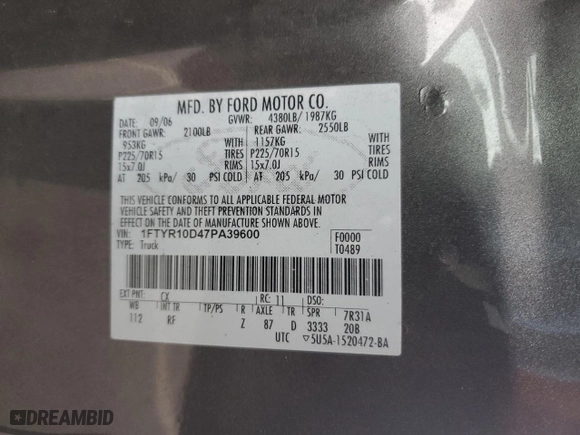 MFD. BY FORD MOTOR CO.
DATE: 09/06 GVWR: 4380LB/ 1987KG
FRONT GAWR: 2100LB REAR GAWR: 2550LB
953KG WITH 1157KG WITH
P225/70R15 TIRES P225/70R15 TIRES
15x7.0J RIMS 15x7.0J RIMS
AT 205 kPa/ 30 PSI COLD AT 205 kPa/ 30 PSI COLD
THIS VEHICLE CONFORMS TO ALL APPLICABLE FEDERAL MOTOR
VEHICLE SAFETY AND THEFT PREVENTION STANDARDS IN
EFFECT ON THE DATE OF MANUFACTURE SHOWN ABOVE.
VIN: 1FTYR10D47PA39600 F0000
TYPE: Truck T0489
EXT PNT: CX RC: 11 DSO:
WB INT TR TP/PS R AXLE TR SPR 7R31A
112 RF Z 87 D 3333 20B
UTC ▽5U5A-1520472-BA
DREAMBID